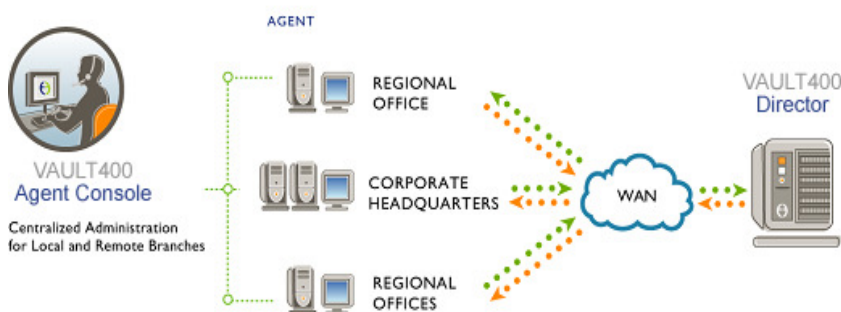 AGENT
VAULT400
Agent Console
Centralized Administration
for Local and Remote Branches
REGIONAL
OFFICE
CORPORATE
HEADQUARTERS
REGIONAL
OFFICES
WAN
VAULT400
Director